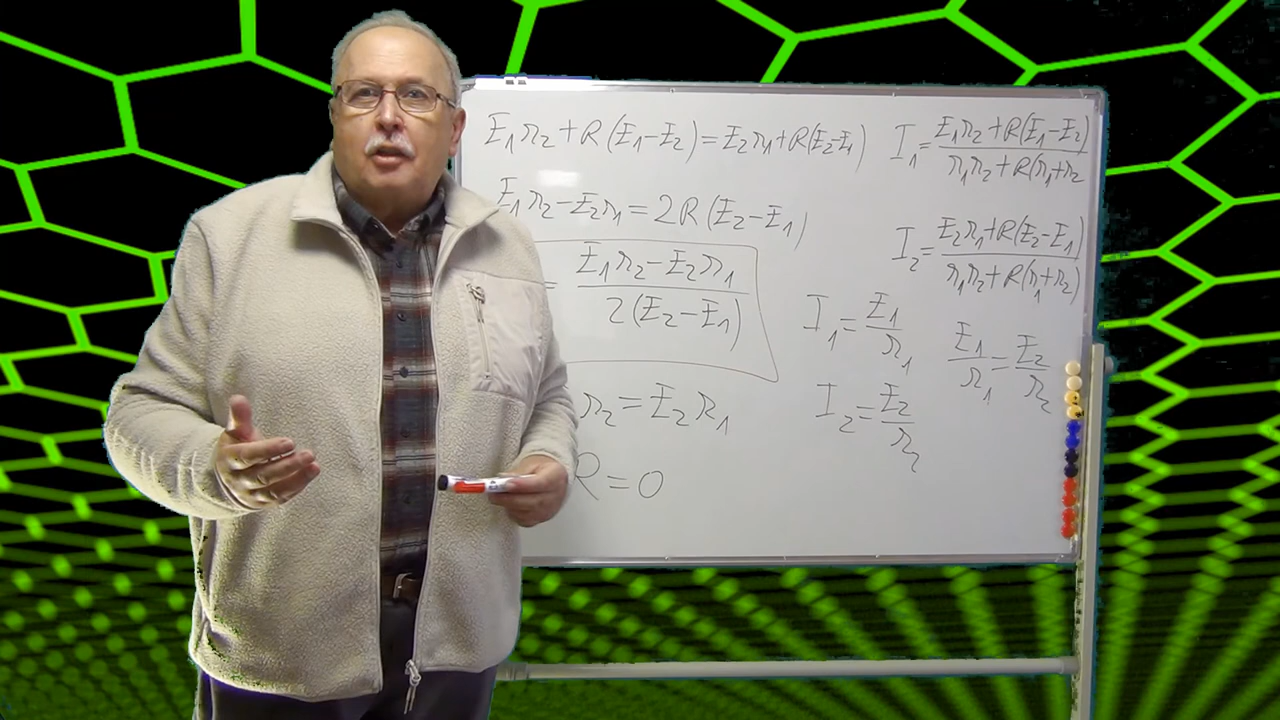 E₁r₂+R(E₁-E₂)=E₂r₁+R(E₂-E₁)
E₁r₂-E₂r₁=2R(E₂-E₁)
= (E₁r₂-E₂r₁)/(2(E₂-E₁))
r₂=E₂r₁
R=0
I₁=(E₁r₂+R(E₁-E₂))/(r₁r₂+R(r₁+r₂
I₂=(E₂r₁+R(E₂-E₁))/(r₁r₂+R(r₁+r₂))
I₁=E₁/r₁
E₁/r₁=E₂/r₂
I₂=E₂/r₂